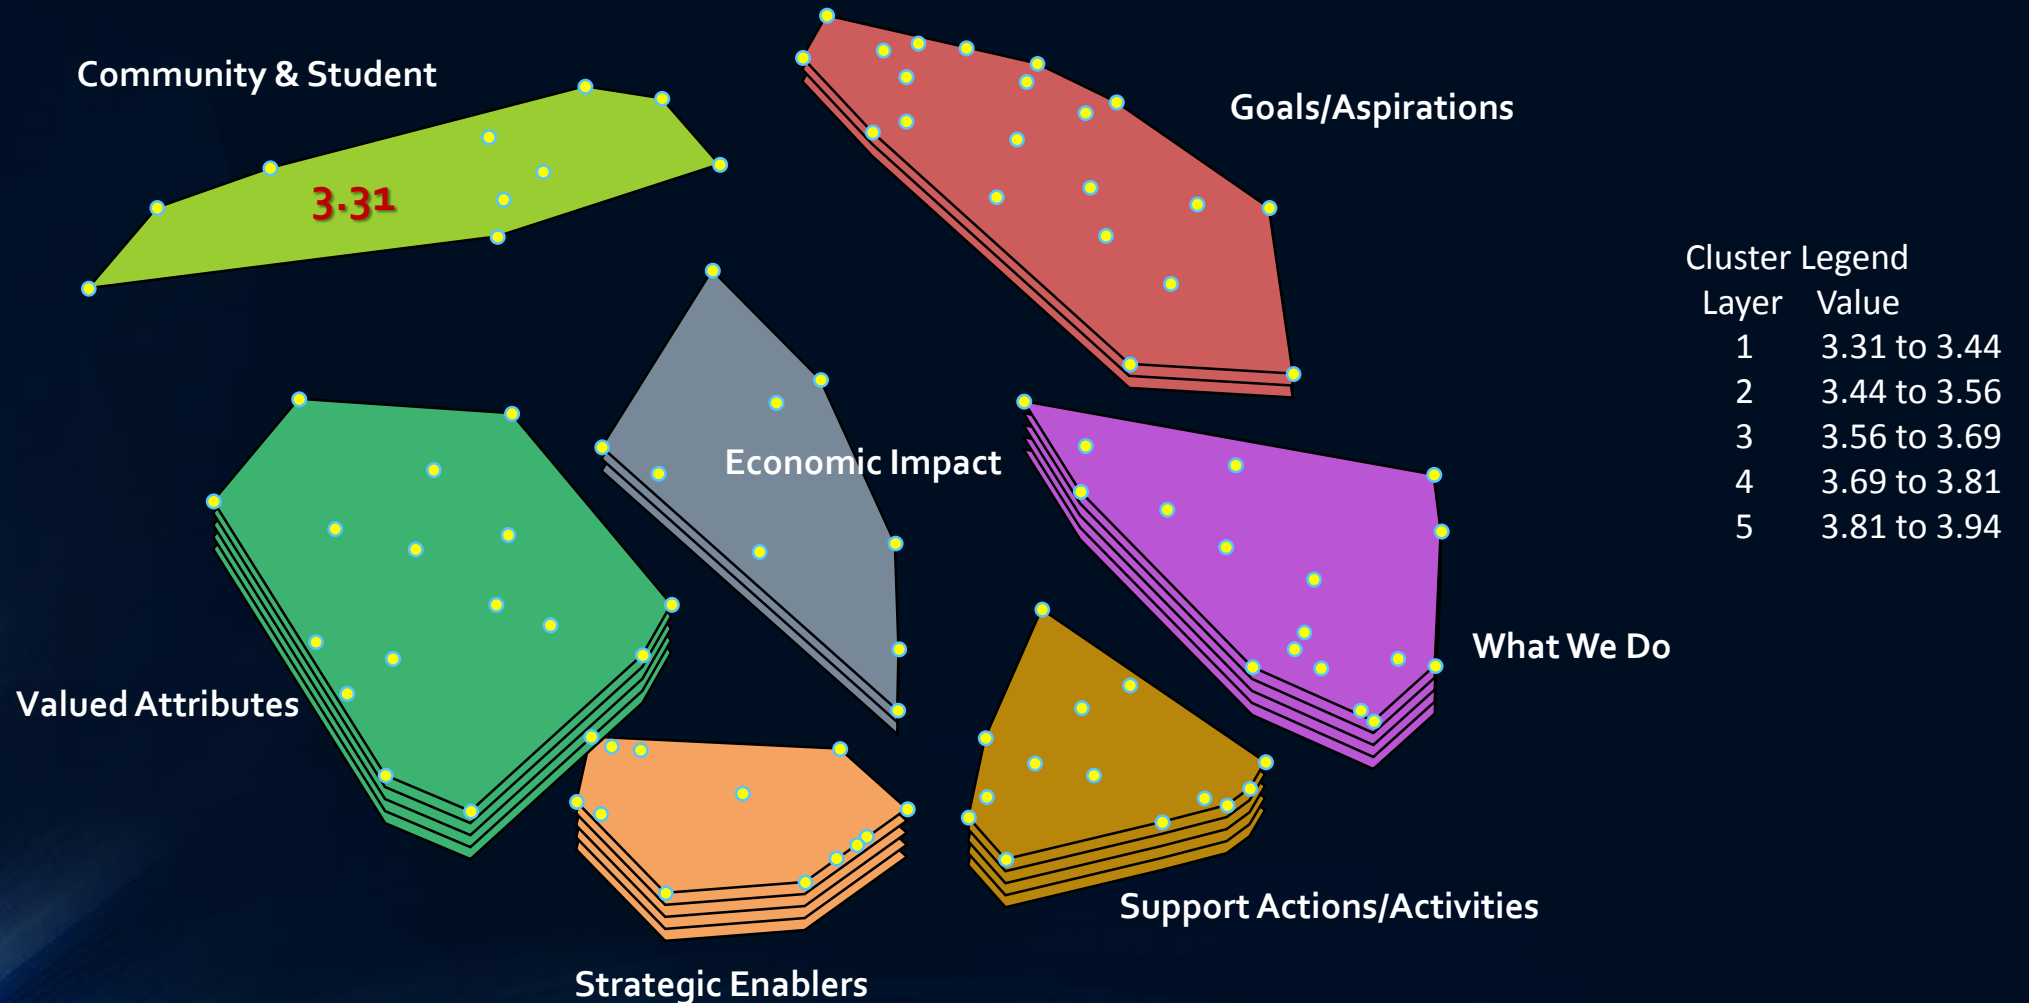 Community & Student
3.31
Goals/Aspirations
Cluster Legend
Layer Value
1 3.31 to 3.44
2 3.44 to 3.56
3 3.56 to 3.69
4 3.69 to 3.81
5 3.81 to 3.94
Economic Impact
What We Do
Valued Attributes
Support Actions/Activities
Strategic Enablers